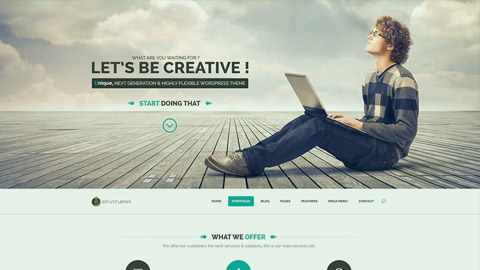 WHAT ARE YOU WAITING FOR ?
LET'S BE CREATIVE !
Unique, NEXT GENERATION & HIGHLY FLEXIBLE WORDPRESS THEME
START DOING THAT
HOME PORTFOLIO BLOG PAGES FEATURES MEGA MENU CONTACT
WHAT WE OFFER
We offer our customers the best services & solutions, this is our main services list